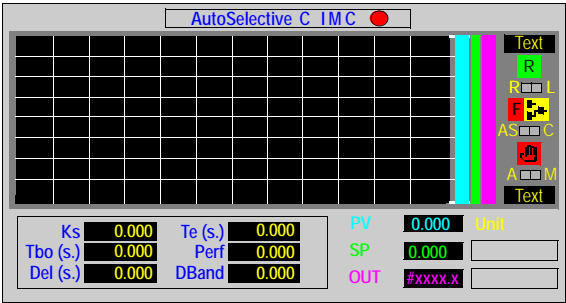 AutoSelective C IMC
Text
R
R L
F
AS C
A M
Text
Ks 0.000 Te (s.) 0.000
Tbo (s.) 0.000 Perf 0.000
Del (s.) 0.000 DBand 0.000
PV 0.000 Unit
SP 0.000
OUT #xxxx.x